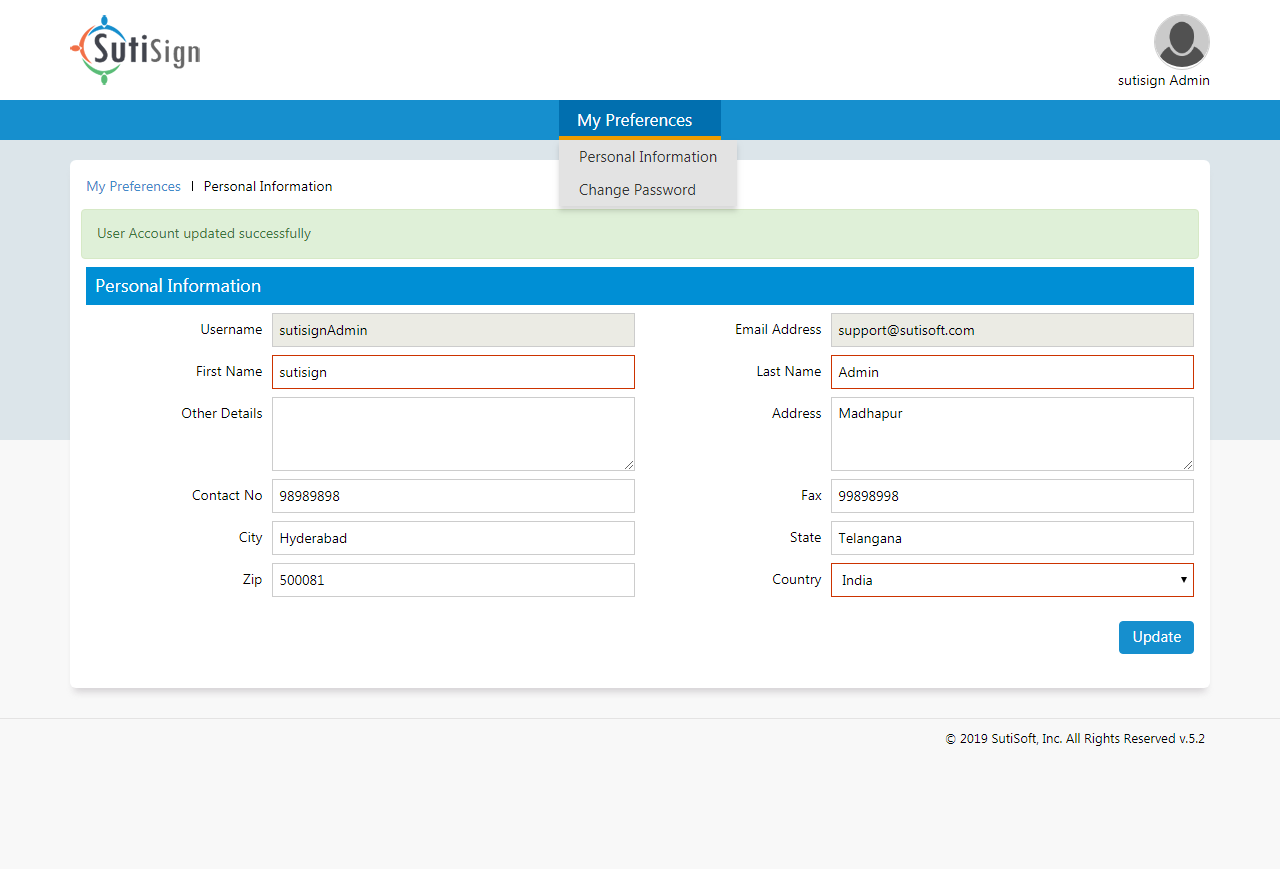 SutiSign
sutisign Admin
My Preferences
Personal Information
Change Password
My Preferences I Personal Information
User Account updated successfully
Personal Information
Username sutisignAdmin Email Address support@sutisoft.com
First Name sutisign Last Name Admin
Other Details Address Madhapur
Contact No 98989898 Fax 99898998
City Hyderabad State Telangana
Zip 500081 Country India
Update
© 2019 SutiSoft, Inc. All Rights Reserved v.5.2